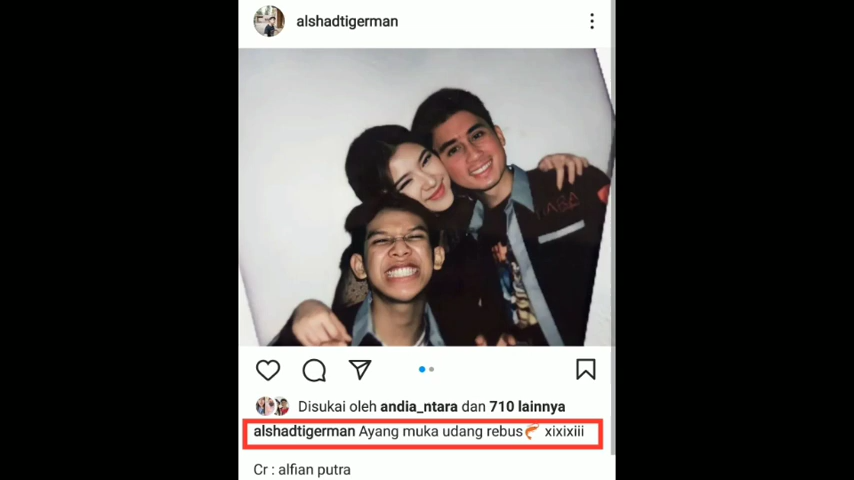 alshadtigerman
Disukai oleh andia_ntara dan 710 lainnya
alshadtigerman Ayang muka udang rebus🦐 xixixiii
Cr : alfian putra